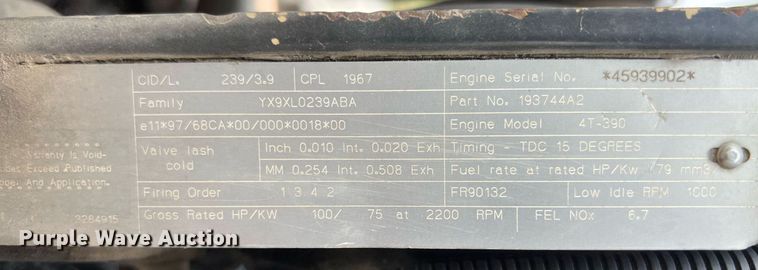 CID/L. 239/3.9 CPL 1967 Engine Serial No. *45939902*
Family YX9XL0239ABA Part No. 193744A2
e11*97/68CA*00/000*0018*00 Engine Model 4T-390
Valve lash cold Inch 0.010 Int. 0.020 Exh Timing - TDC 15 DEGREES
MM 0.254 Int. 0.508 Exh Fuel rate at rated HP/KW 79 mm3
Firing Order 1 3 4 2 FR90132 Low Idle RPM 1000
Gross Rated HP/KW 100/ 75 at 2200 RPM FEL NOx 6.7
Warranty Is Void-
Exceed Published
And Application.
3284915
Purple Wave Auction